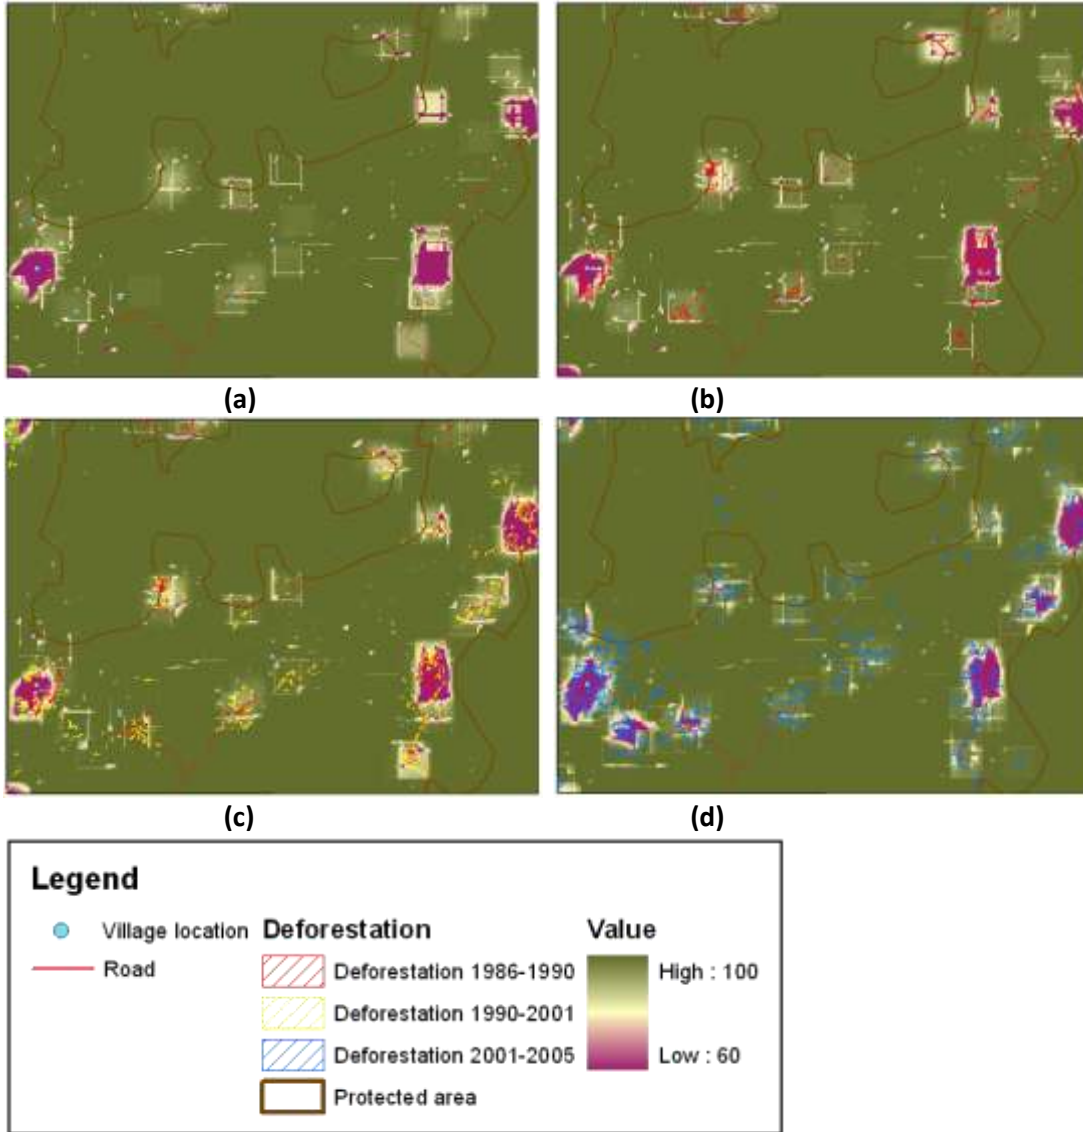 (a)
(b)
(c)
(d)
Legend
Village location
Road
Deforestation
Deforestation 1986-1990
Deforestation 1990-2001
Deforestation 2001-2005
Protected area
Value
High : 100
Low : 60